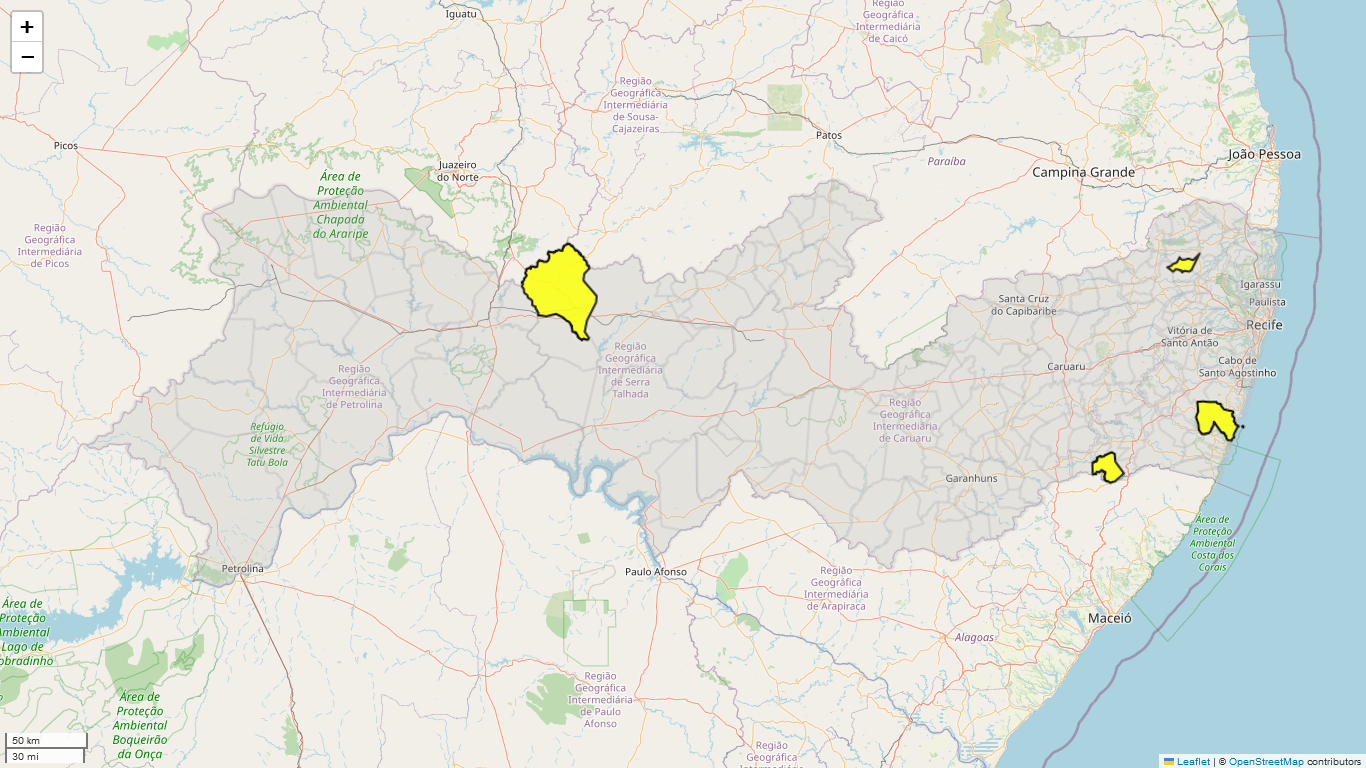 +
−
Iguatu
Região
Geográfica
Intermediária
de Caicó
Região
Geográfica
Intermediária
de Sousa-
Cajazeiras
Patos
Picos
Juazeiro
do Norte
Paraíba
João Pessoa
Campina Grande
Área de
Proteção
Ambiental
Chapada
do Araripe
Região
Geográfica
Intermediária
de Picos
Igarassu
Paulista
Recife
Santa Cruz
do Capibaribe
Vitória de
Santo Antão
Cabo de
Santo Agostinho
Caruaru
Região
Geográfica
Intermediária
de Serra
Talhada
Região
Geográfica
Intermediária
de Petrolina
Região
Geográfica
Intermediária
de Caruaru
Refúgio
de Vida
Silvestre
Tatu Bola
Garanhuns
Área de
Proteção
Ambiental
Costa dos
Corais
Petrolina
Paulo Afonso
Região
Geográfica
Intermediária
de Arapiraca
Área de
Proteção
Ambiental
Lago de
obradinho
Maceió
Alagoas
Região
Geográfica
Intermediária
de Paulo
Afonso
Área de
Proteção
Ambiental
Boqueirão
da Onça
Região
Geográfica
Intermediária
50 km
30 mi
Leaflet | © OpenStreetMap contributors